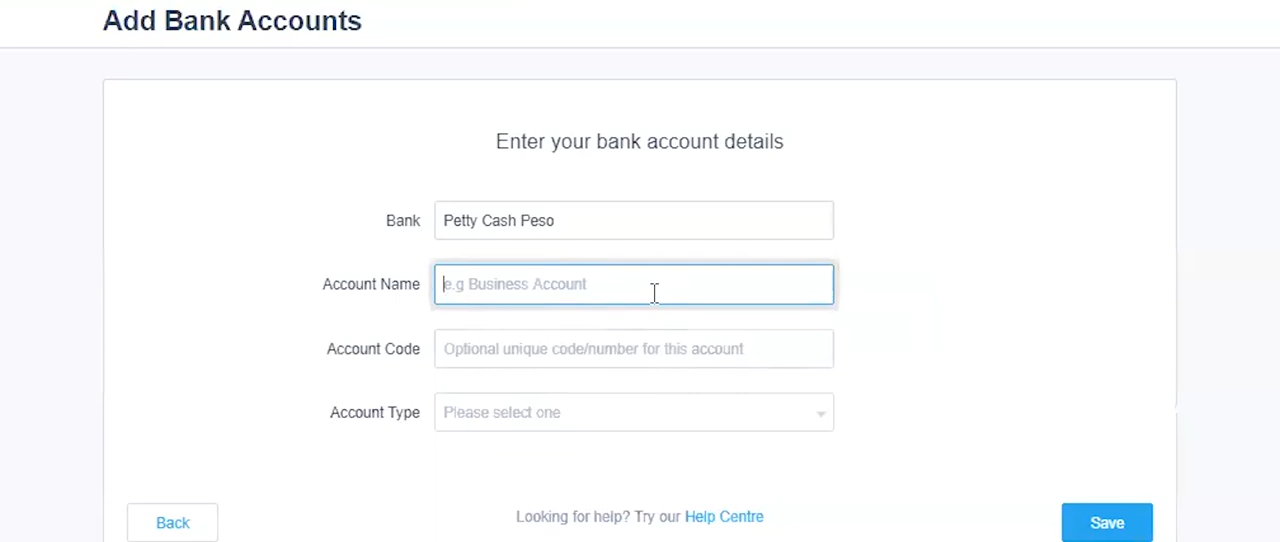 Add Bank Accounts
Enter your bank account details
Bank Petty Cash Peso
Account Name e.g Business Account
Account Code Optional unique code/number for this account
Account Type Please select one
Back Looking for help? Try our Help Centre Save